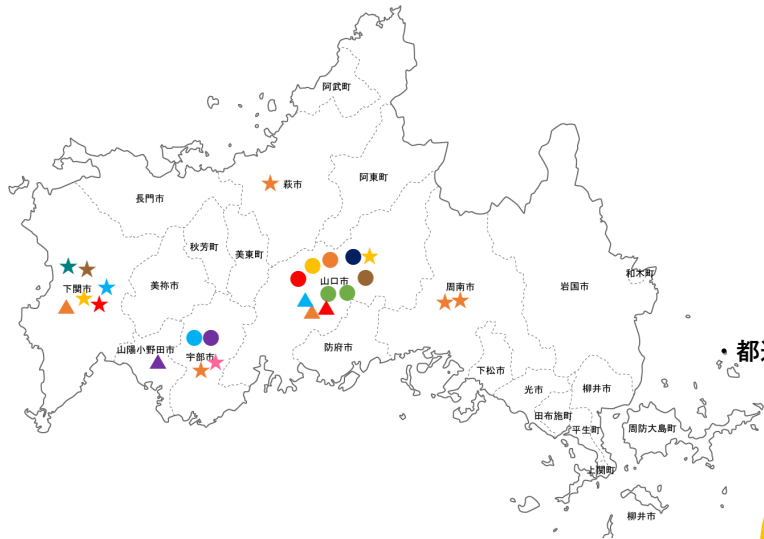 阿武町
阿東町
萩市
長門市
秋芳町
美東町
山口市
下関市
美祢市
周南市
岩国市
和木町
山陽小野田市
宇部市
防府市
・都
下松市
光市
柳井市
田布施町
平生町
周防大島町
上関町
柳井市